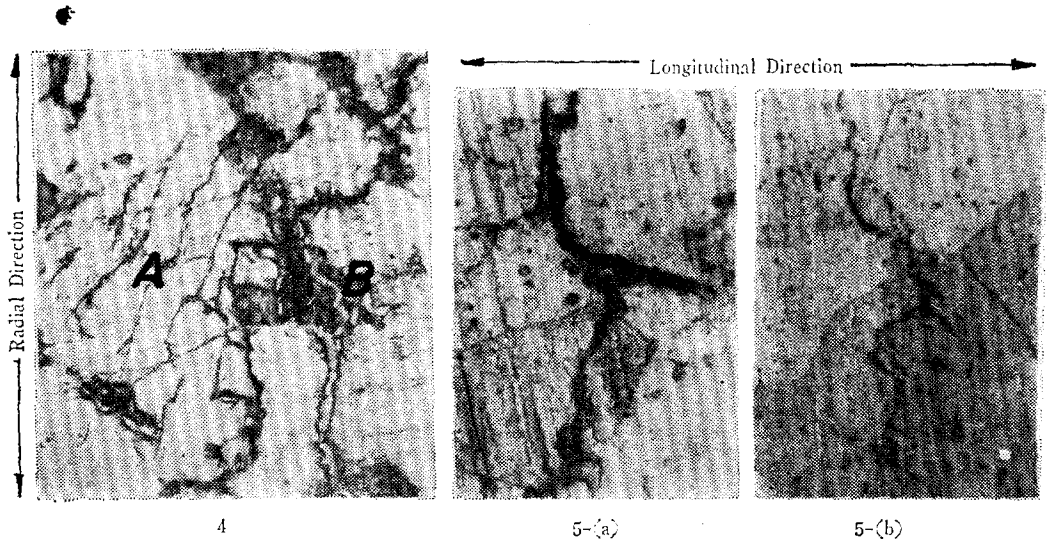 Longitudinal Direction
Radial Direction
A
B
4
5-(a)
5-(b)